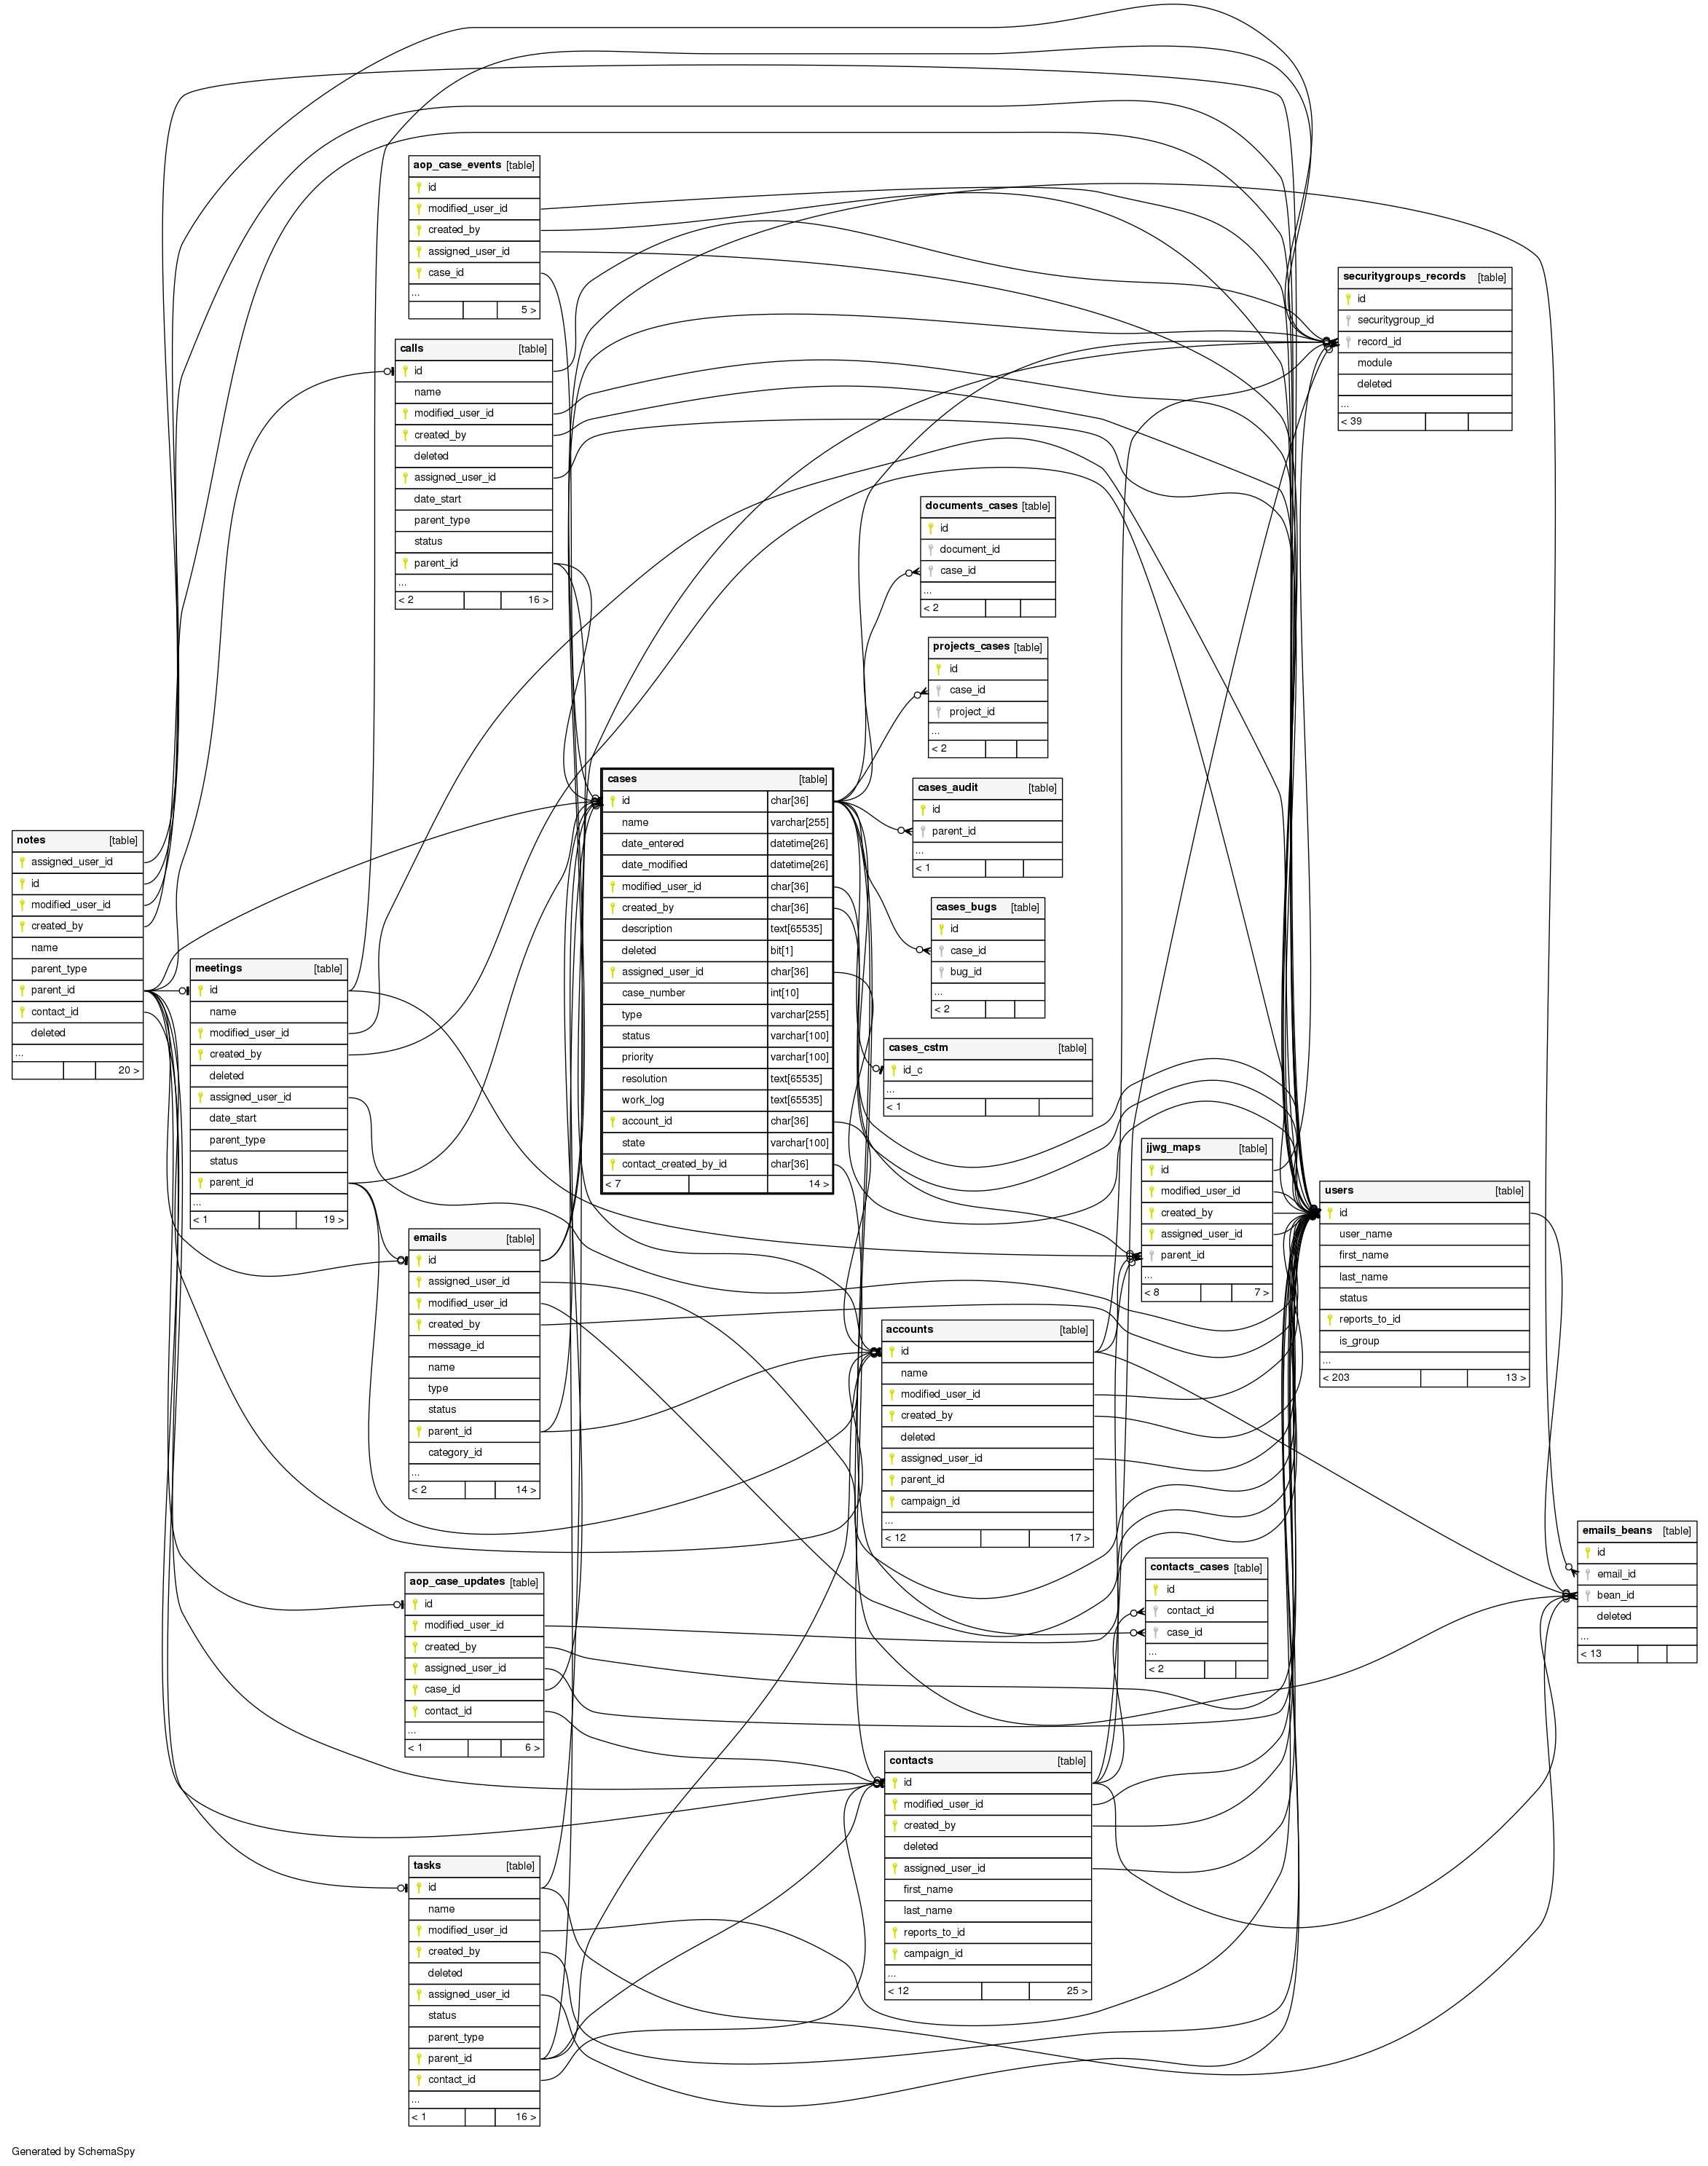 aop_case_events [table]
id
modified_user_id
created_by
assigned_user_id
case_id
...
5 >
securitygroups_records [table]
id
securitygroup_id
record_id
module
deleted
...
< 39
calls [table]
id
name
modified_user_id
created_by
deleted
assigned_user_id
date_start
parent_type
status
parent_id
...
< 2 16 >
documents_cases [table]
id
document_id
case_id
...
< 2
projects_cases [table]
id
case_id
project_id
...
< 2
cases [table]
id char[36]
name varchar[255]
date_entered datetime[26]
date_modified datetime[26]
modified_user_id char[36]
created_by char[36]
description text[65535]
deleted bit[1]
assigned_user_id char[36]
case_number int[10]
type varchar[255]
status varchar[100]
priority varchar[100]
resolution text[65535]
work_log text[65535]
account_id char[36]
state varchar[100]
contact_created_by_id char[36]
< 7 14 >
cases_audit [table]
id
parent_id
...
< 1
notes [table]
assigned_user_id
id
modified_user_id
created_by
name
parent_type
parent_id
contact_id
deleted
...
20 >
cases_bugs [table]
id
case_id
bug_id
...
< 2
meetings [table]
id
name
modified_user_id
created_by
deleted
assigned_user_id
date_start
parent_type
status
parent_id
...
< 1 19 >
cases_cstm [table]
id_c
...
< 1
jjwg_maps [table]
id
modified_user_id
created_by
assigned_user_id
parent_id
...
< 8 7 >
users [table]
id
user_name
first_name
last_name
status
reports_to_id
is_group
...
< 203 13 >
emails [table]
id
assigned_user_id
modified_user_id
created_by
message_id
name
type
status
parent_id
category_id
...
< 2 14 >
accounts [table]
id
name
modified_user_id
created_by
deleted
assigned_user_id
parent_id
campaign_id
...
< 12 17 >
emails_beans [table]
id
email_id
bean_id
deleted
...
< 13
contacts_cases [table]
id
contact_id
case_id
...
< 2
aop_case_updates [table]
id
modified_user_id
created_by
assigned_user_id
case_id
contact_id
...
< 1 6 >
contacts [table]
id
modified_user_id
created_by
deleted
assigned_user_id
first_name
last_name
reports_to_id
campaign_id
...
< 12 25 >
tasks [table]
id
name
modified_user_id
created_by
deleted
assigned_user_id
status
parent_type
parent_id
contact_id
...
< 1 16 >
Generated by SchemaSpy